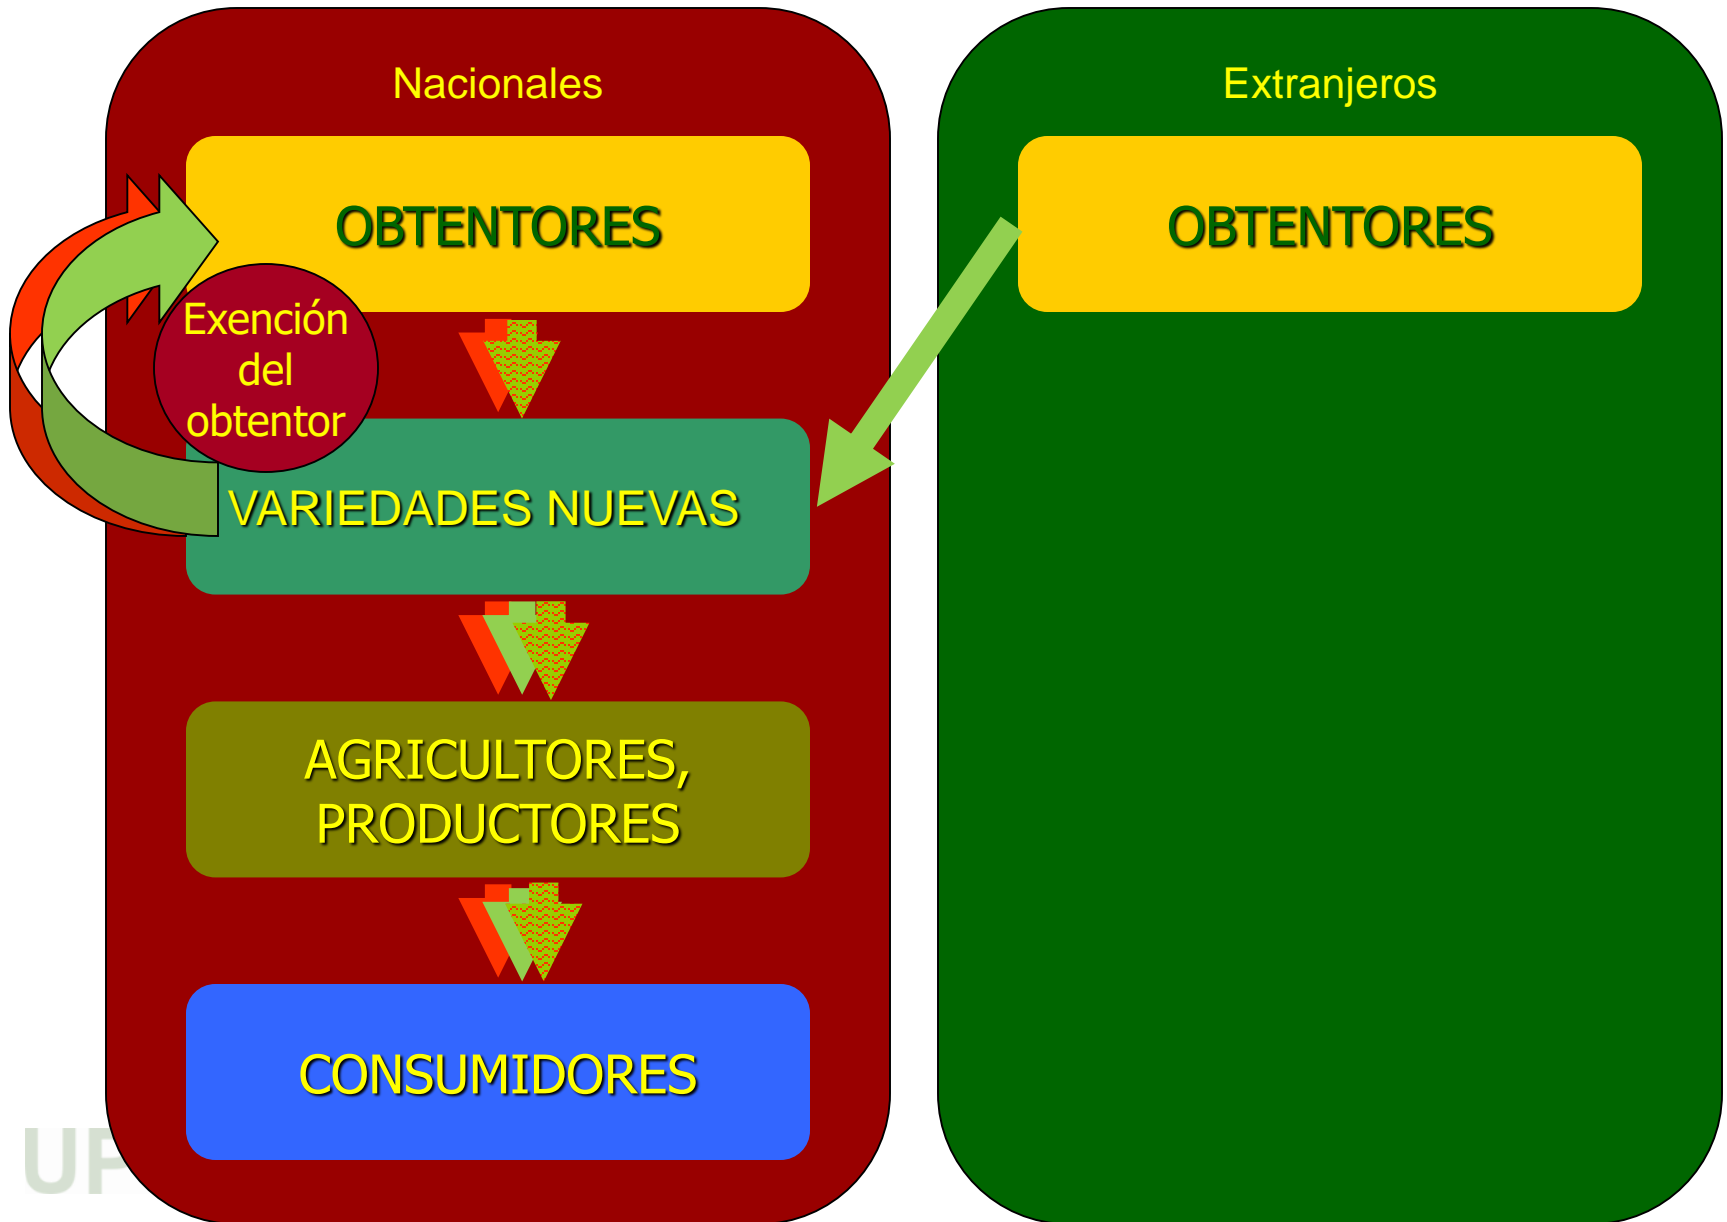 Nacionales
OBTENTORES
Exención
del
obtentor
VARIEDADES NUEVAS
AGRICULTORES,
PRODUCTORES
CONSUMIDORES
Extranjeros
OBTENTORES